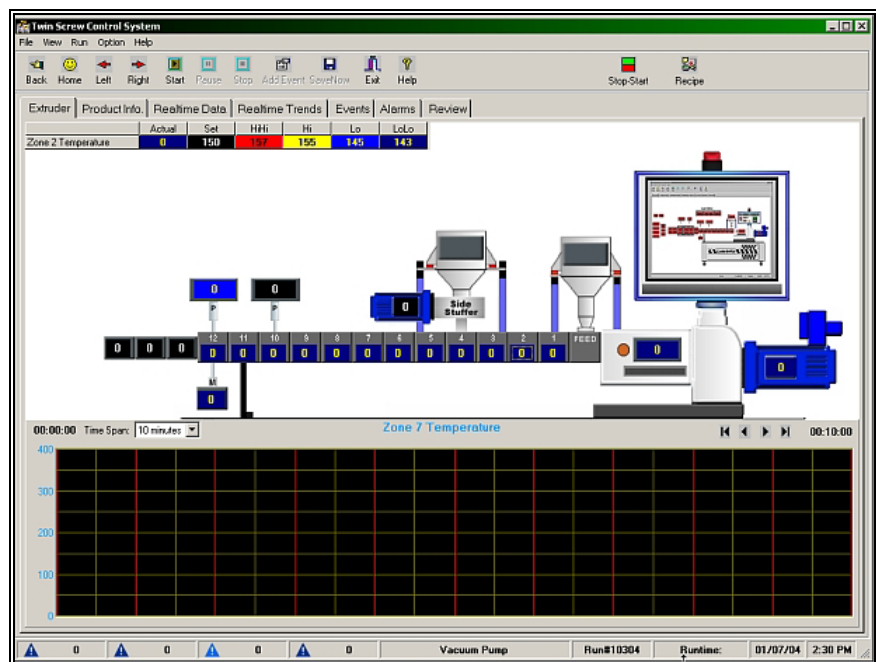 Twin Screw Control System
File View Run Option Help
Back Home Left Right Start Pause Stop Add Event SaveNow Exit Help Stop-Start Recipe
Extruder Product Info. Realtime Data Realtime Trends Events Alarms Review
Actual Set HiHi Hi Lo LoLo
Zone 2 Temperature 0 150 157 155 145 143
0 0
P P
0 Side Stuffer
12 11 10 9 8 7 6 5 4 3 2 1 FEED
0 0 0 0 0 0 0 0 0 0 0 0 0 0 0 0
0
M
0
00:00:00 Time Span: 10 minutes Zone 7 Temperature 00:10:00
400
300
200
100
0
0 0 0 0 Vacuum Pump Run#10304 Runtime: 01/07/04 2:30 PM